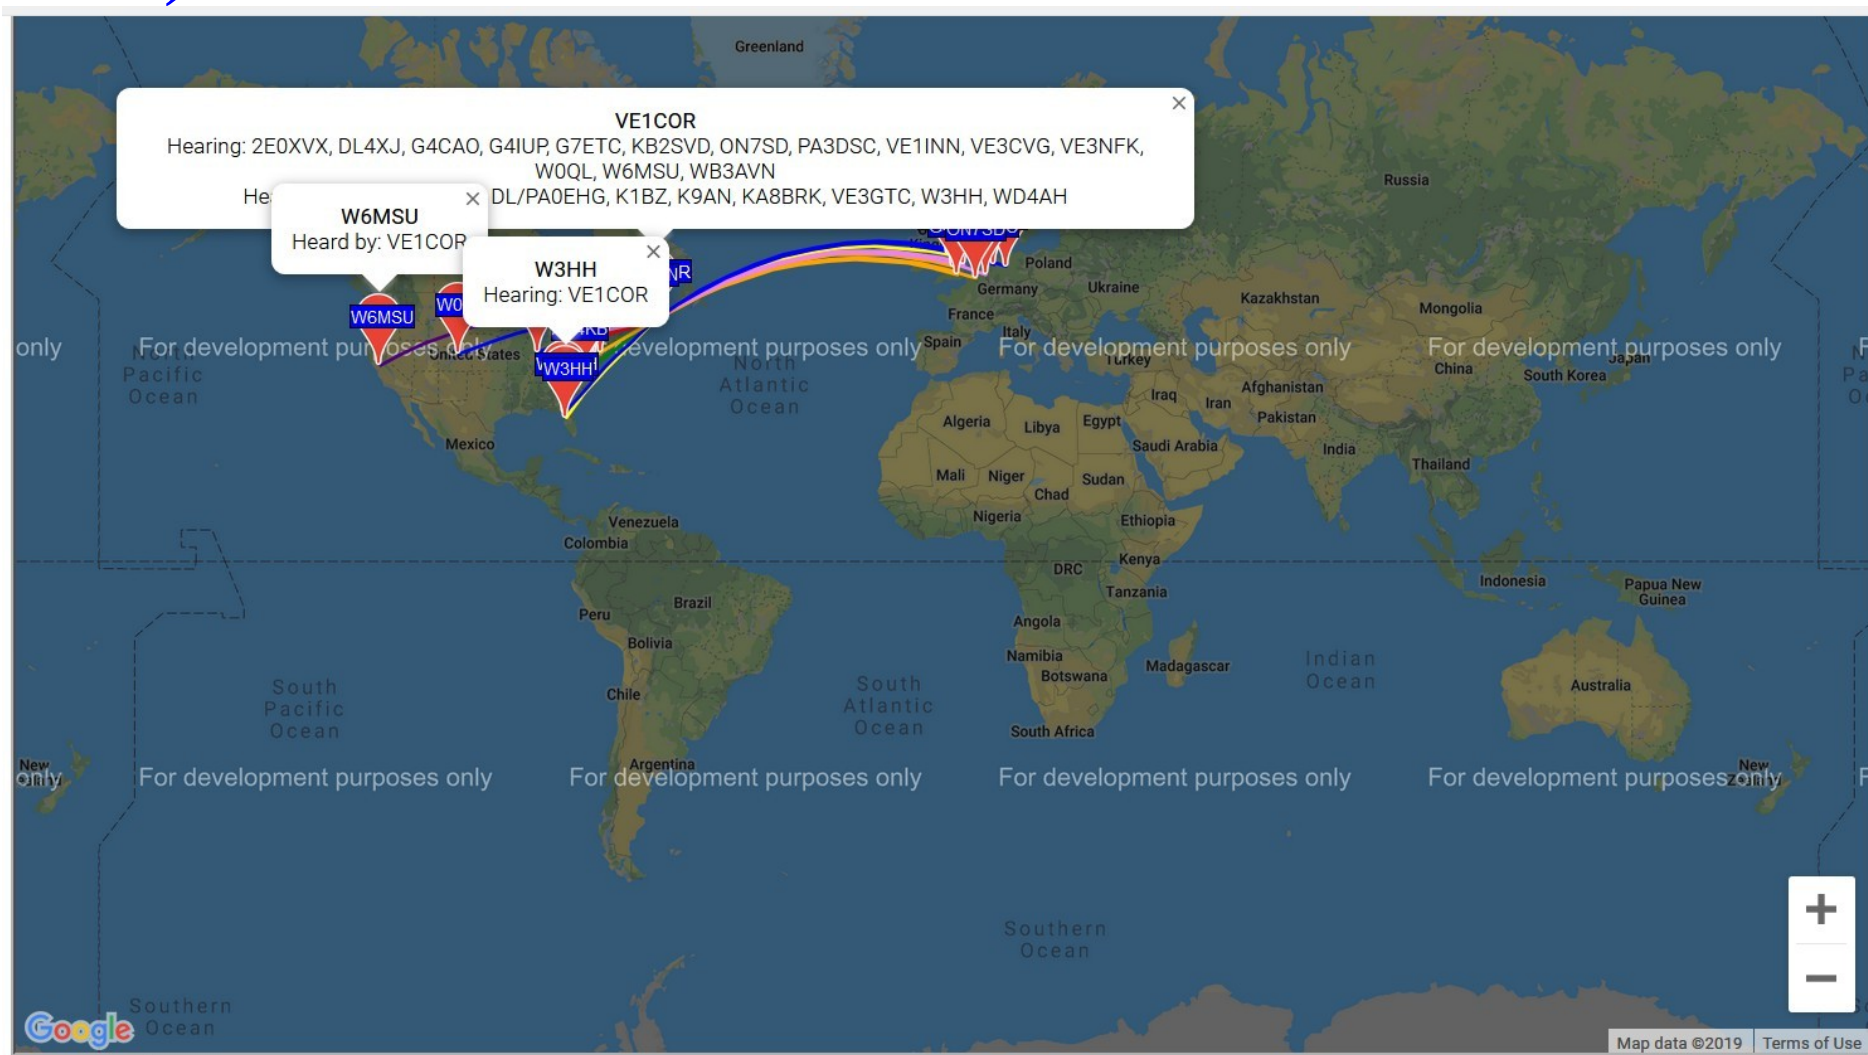 Greenland
VE1COR
Hearing: 2E0XVX, DL4XJ, G4CAO, G4IUP, G7ETC, KB2SVD, ON7SD, PA3DSC, VE1INN, VE3CVG, VE3NFK,
W0QL, W6MSU, WB3AVN
DL/PA0EHG, K1BZ, K9AN, KA8BRK, VE3GTC, W3HH, WD4AH
Russia
W6MSU
Heard by: VE1COR
W3HH
Hearing: VE1COR
Poland
Germany
Ukraine
Kazakhstan
Mongolia
W6MSU
W0
France
Italy
Spain
Turkey
only
For development purposes only
For development purposes only
For development purposes only
For development purposes only
United States
W3HH
North
Pacific
Ocean
North
Atlantic
Ocean
China
Japan
South Korea
Afghanistan
Iraq
Iran
Pakistan
Algeria
Libya
Egypt
Saudi Arabia
India
Thailand
Mexico
Mali
Niger
Chad
Sudan
Nigeria
Ethiopia
Venezuela
Colombia
DRC
Kenya
Tanzania
Indonesia
Papua New
Guinea
Peru
Brazil
Bolivia
Angola
Namibia
Botswana
Madagascar
Indian
Ocean
Australia
South
Pacific
Ocean
Chile
South
Atlantic
Ocean
South Africa
Argentina
New
Zealand
only
For development purposes only
For development purposes only
For development purposes only
For development purposes only
New
Zealand
Southern
Ocean
Southern
Ocean
Google
Map data ©2019
Terms of Use